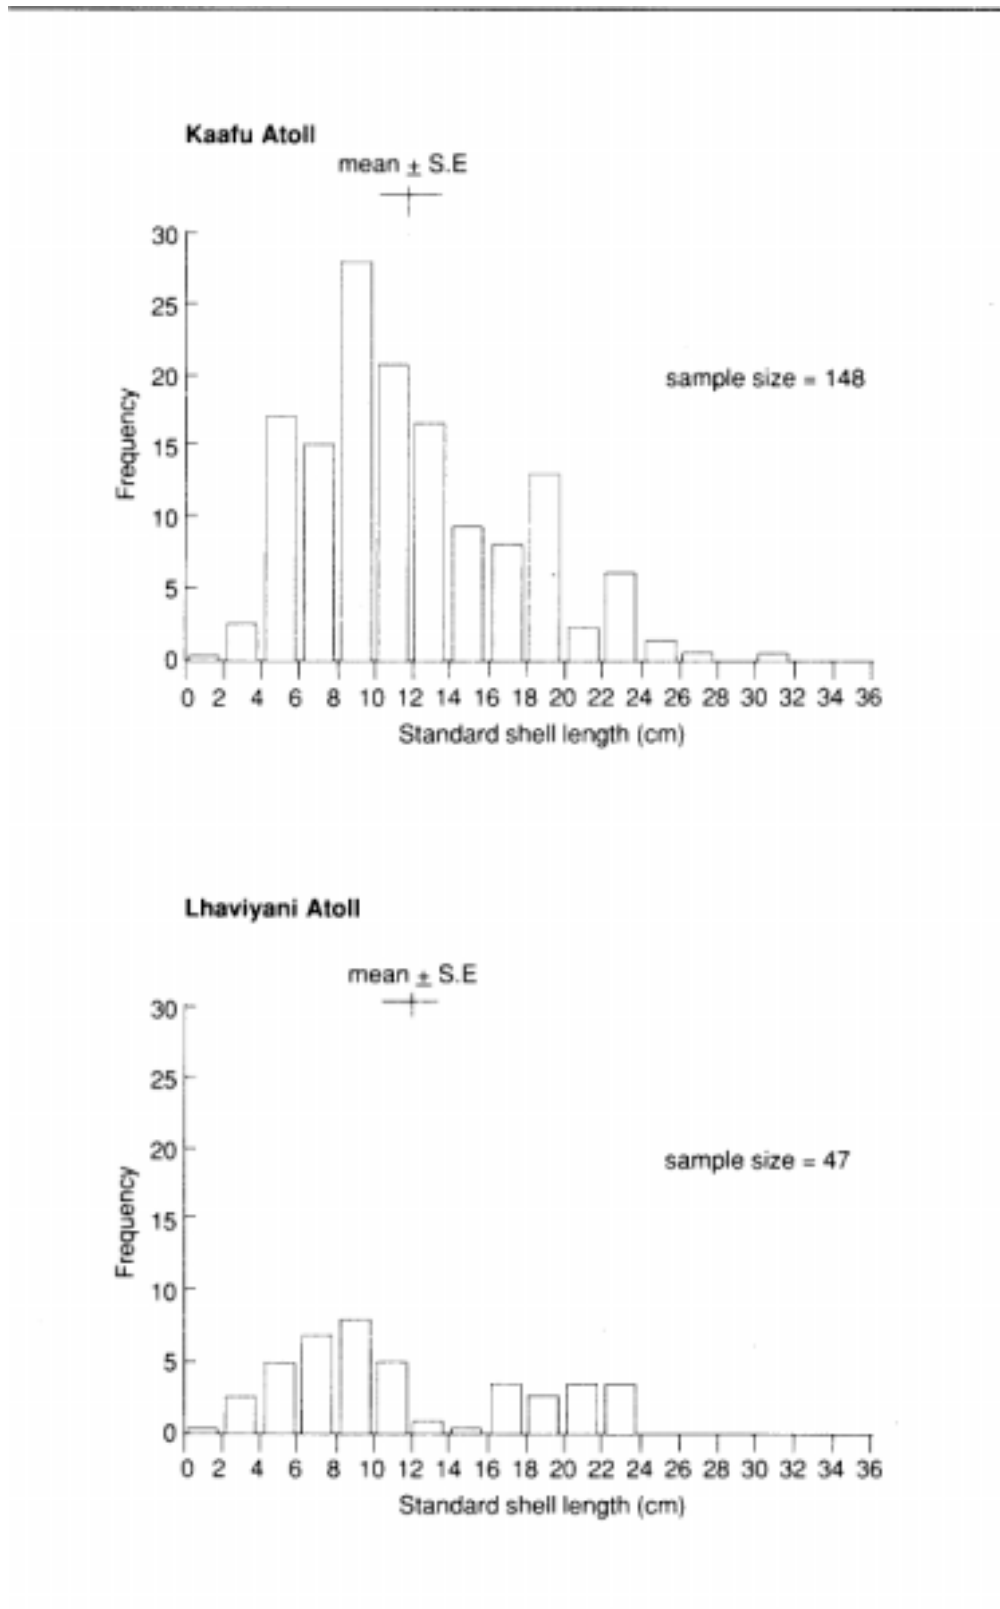 Kaafu Atoll
mean ± S.E
30
25
20
15
10
5
0
Frequency
sample size = 148
0 2 4 6 8 10 12 14 16 18 20 22 24 26 28 30 32 34 36
Standard shell length (cm)
Lhaviyani Atoll
mean ± S.E
30
25
20
15
10
5
0
Frequency
sample size = 47
0 2 4 6 8 10 12 14 16 18 20 22 24 26 28 30 32 34 36
Standard shell length (cm)